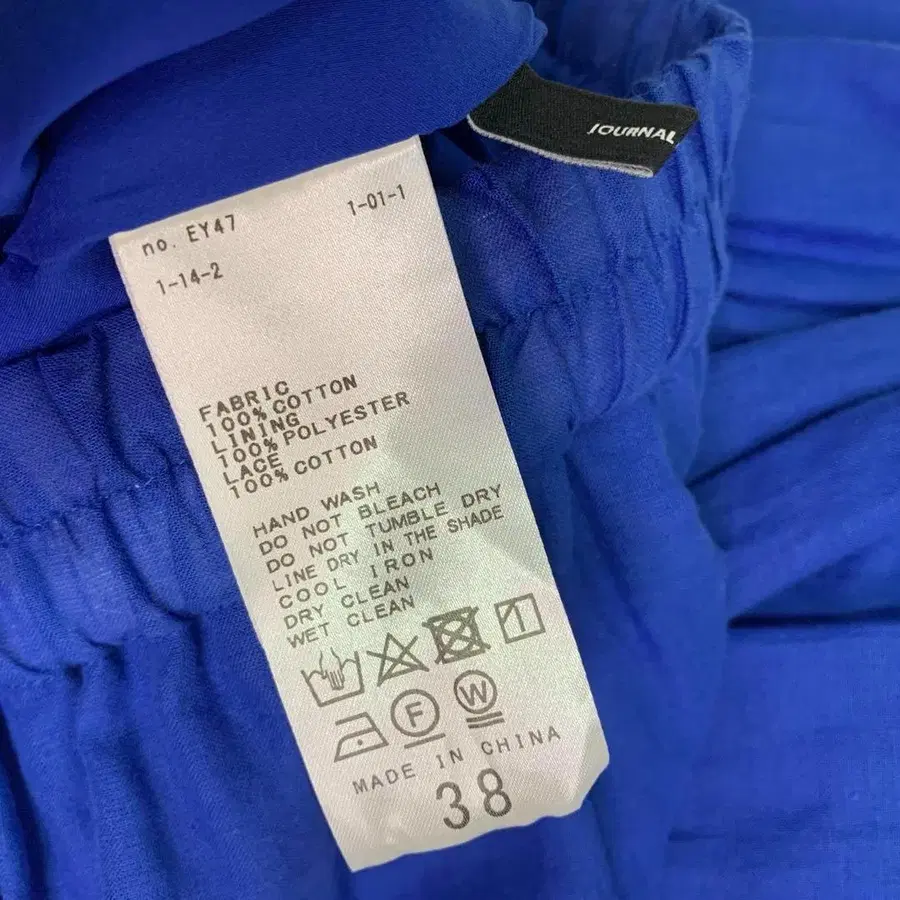 JOURNAL
no. EY47 1-01-1
1-14-2
FABRIC
100% COTTON
LINING
100% POLYESTER
LACE
100% COTTON
HAND WASH
DO NOT BLEACH
DO NOT TUMBLE DRY
LINE DRY IN THE SHADE
COOL IRON
DRY CLEAN
WET CLEAN
F W
MADE IN CHINA
38